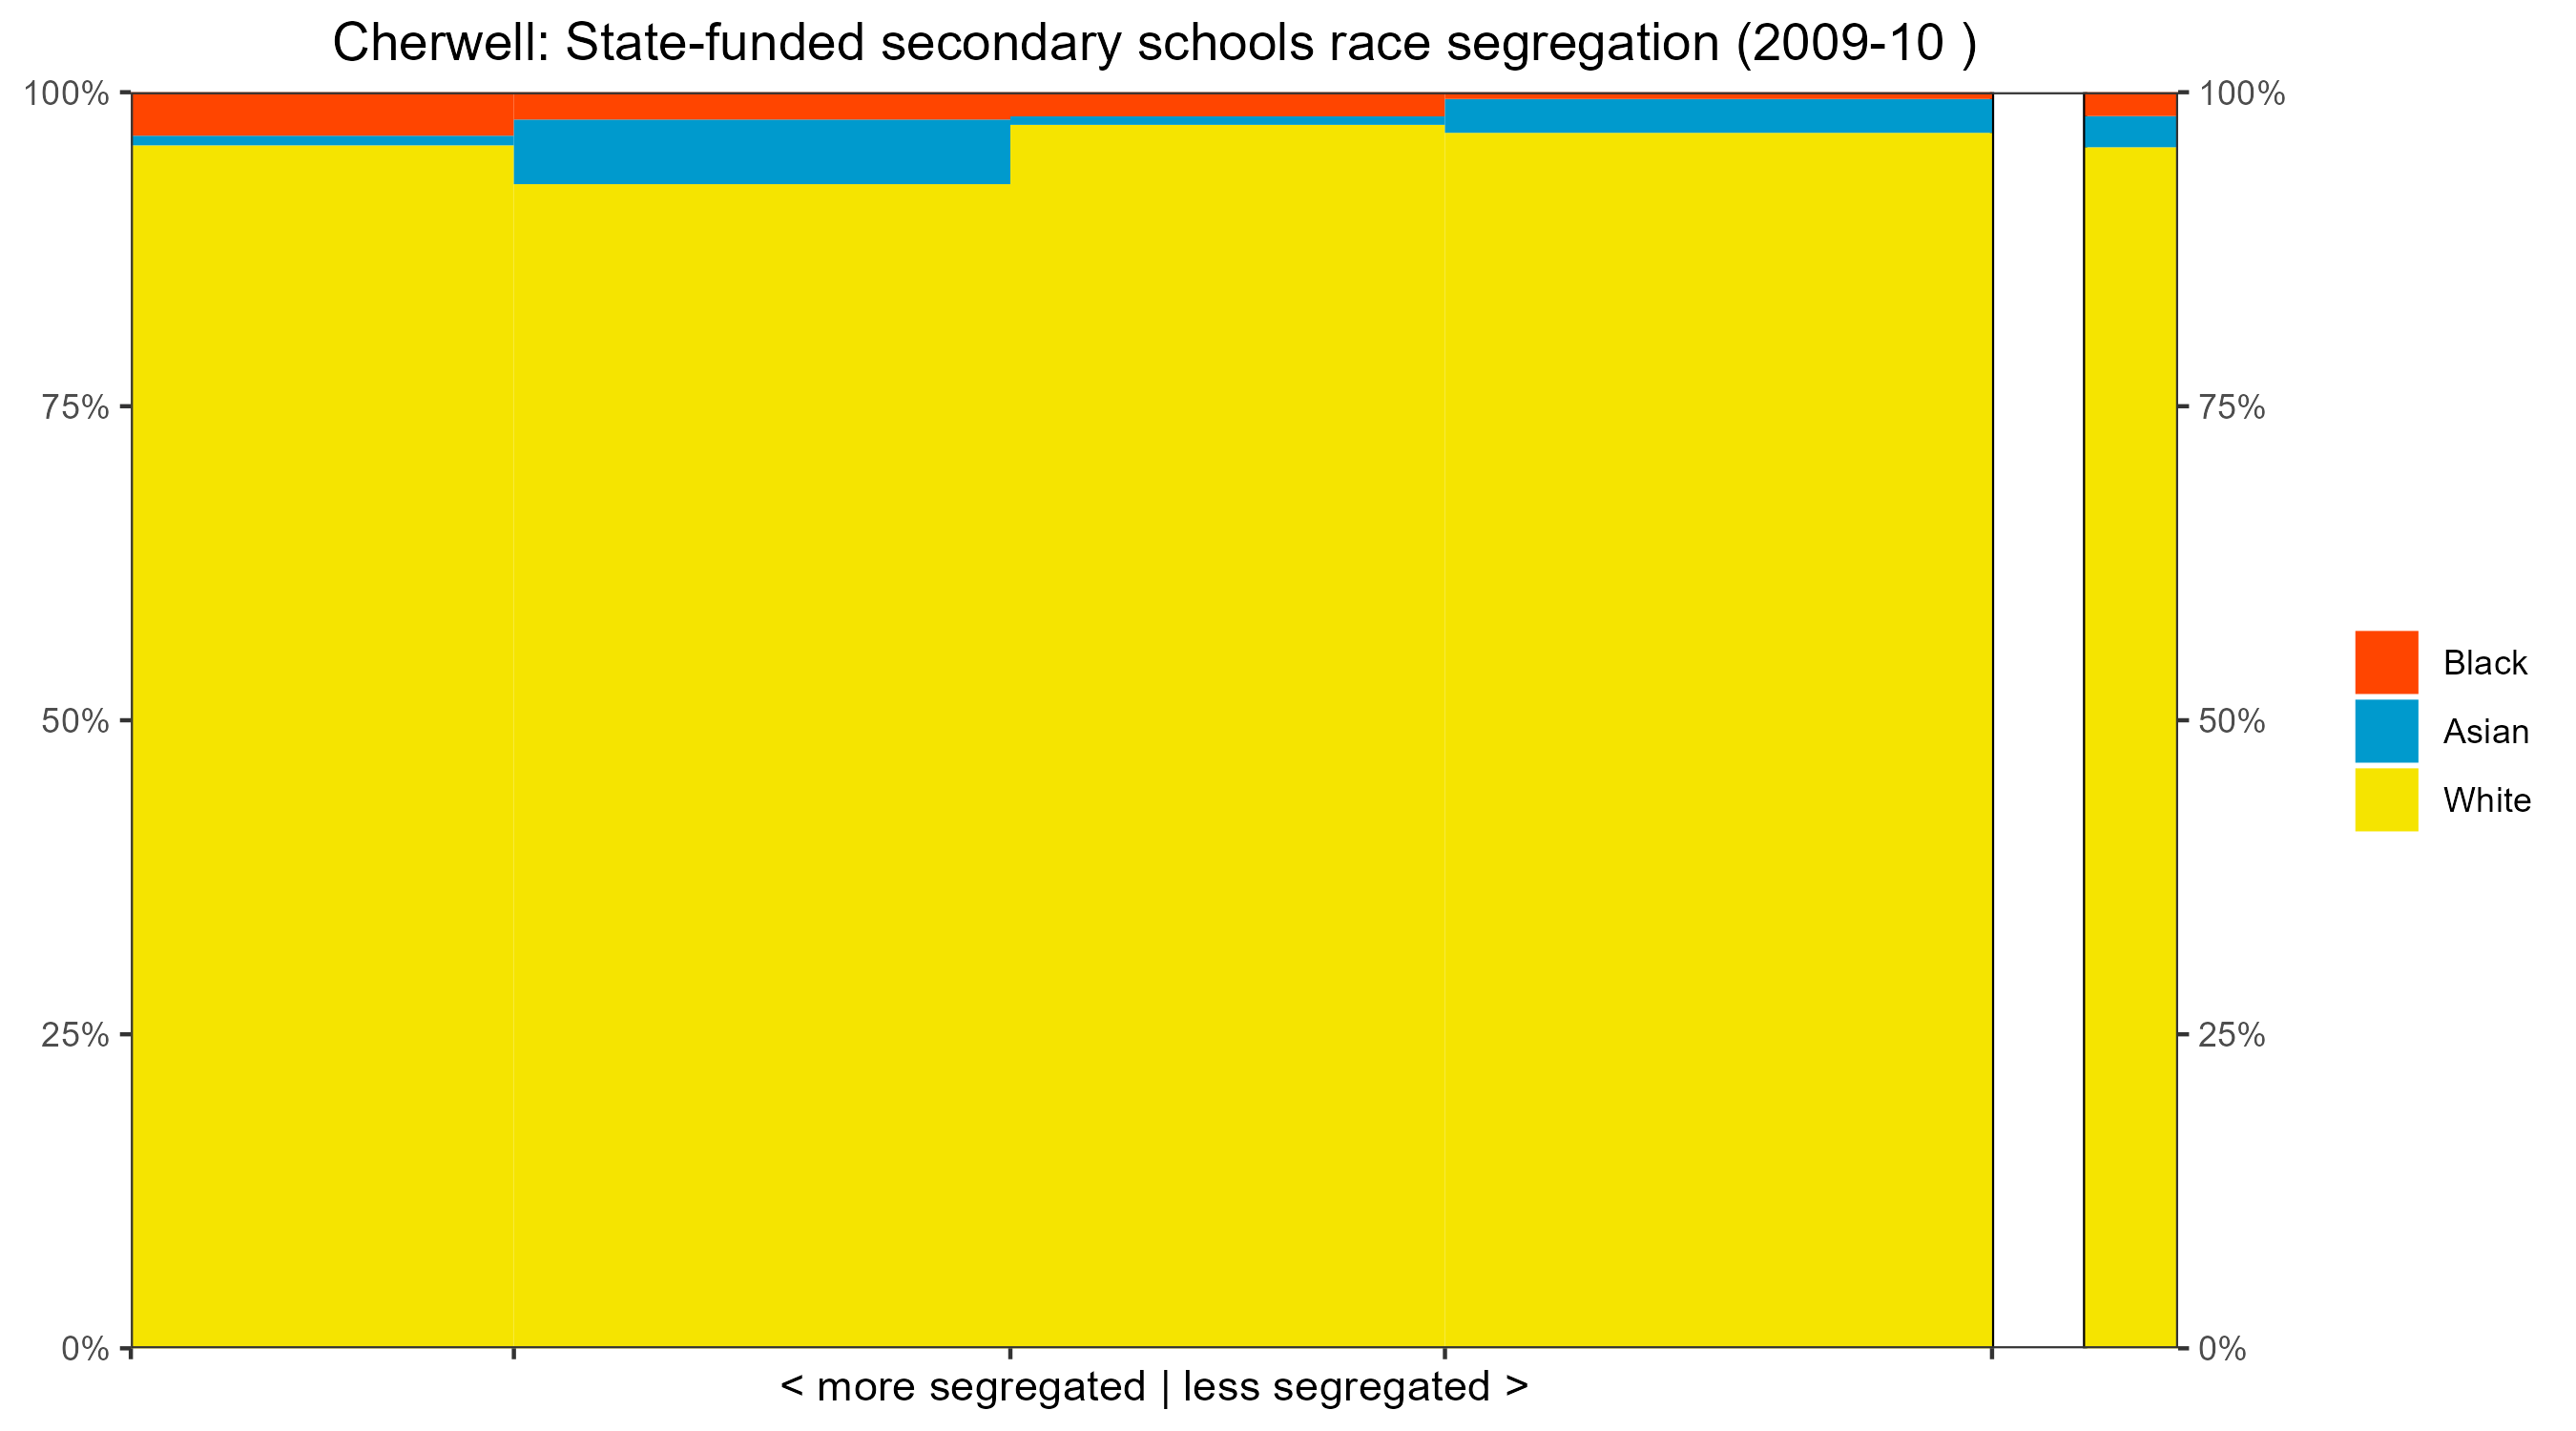 Cherwell: State-funded secondary schools race segregation (2009-10 )
100%
75%
50%
25%
0%
100%
75%
50%
25%
0%
Black
Asian
White
< more segregated | less segregated >